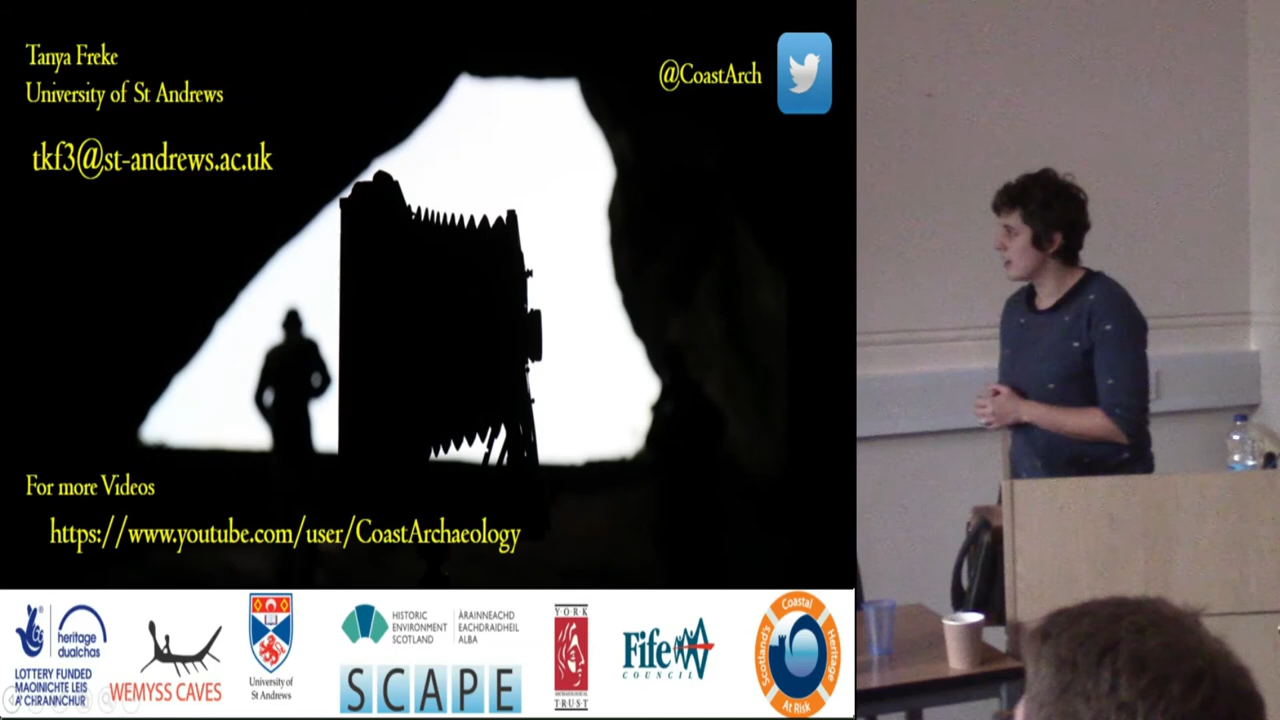 Tanya Freke
University of St Andrews
tkf3@st-andrews.ac.uk
@CoastArch
For more Videos
https://www.youtube.com/user/CoastArchaeology
heritage
dualchas
LOTTERY FUNDED
MAOINICHTE LEIS
A' CHRANNCHUR
WEMYSS CAVES
University of
St Andrews
HISTORIC
ENVIRONMENT
SCOTLAND
ÀRAINNEACHD
EACHDRAIDHEIL
ALBA
SCAPE
YORK
ARCHAEOLOGICAL
TRUST
Fife
COUNCIL
Scotland's
Coastal
Heritage
At Risk